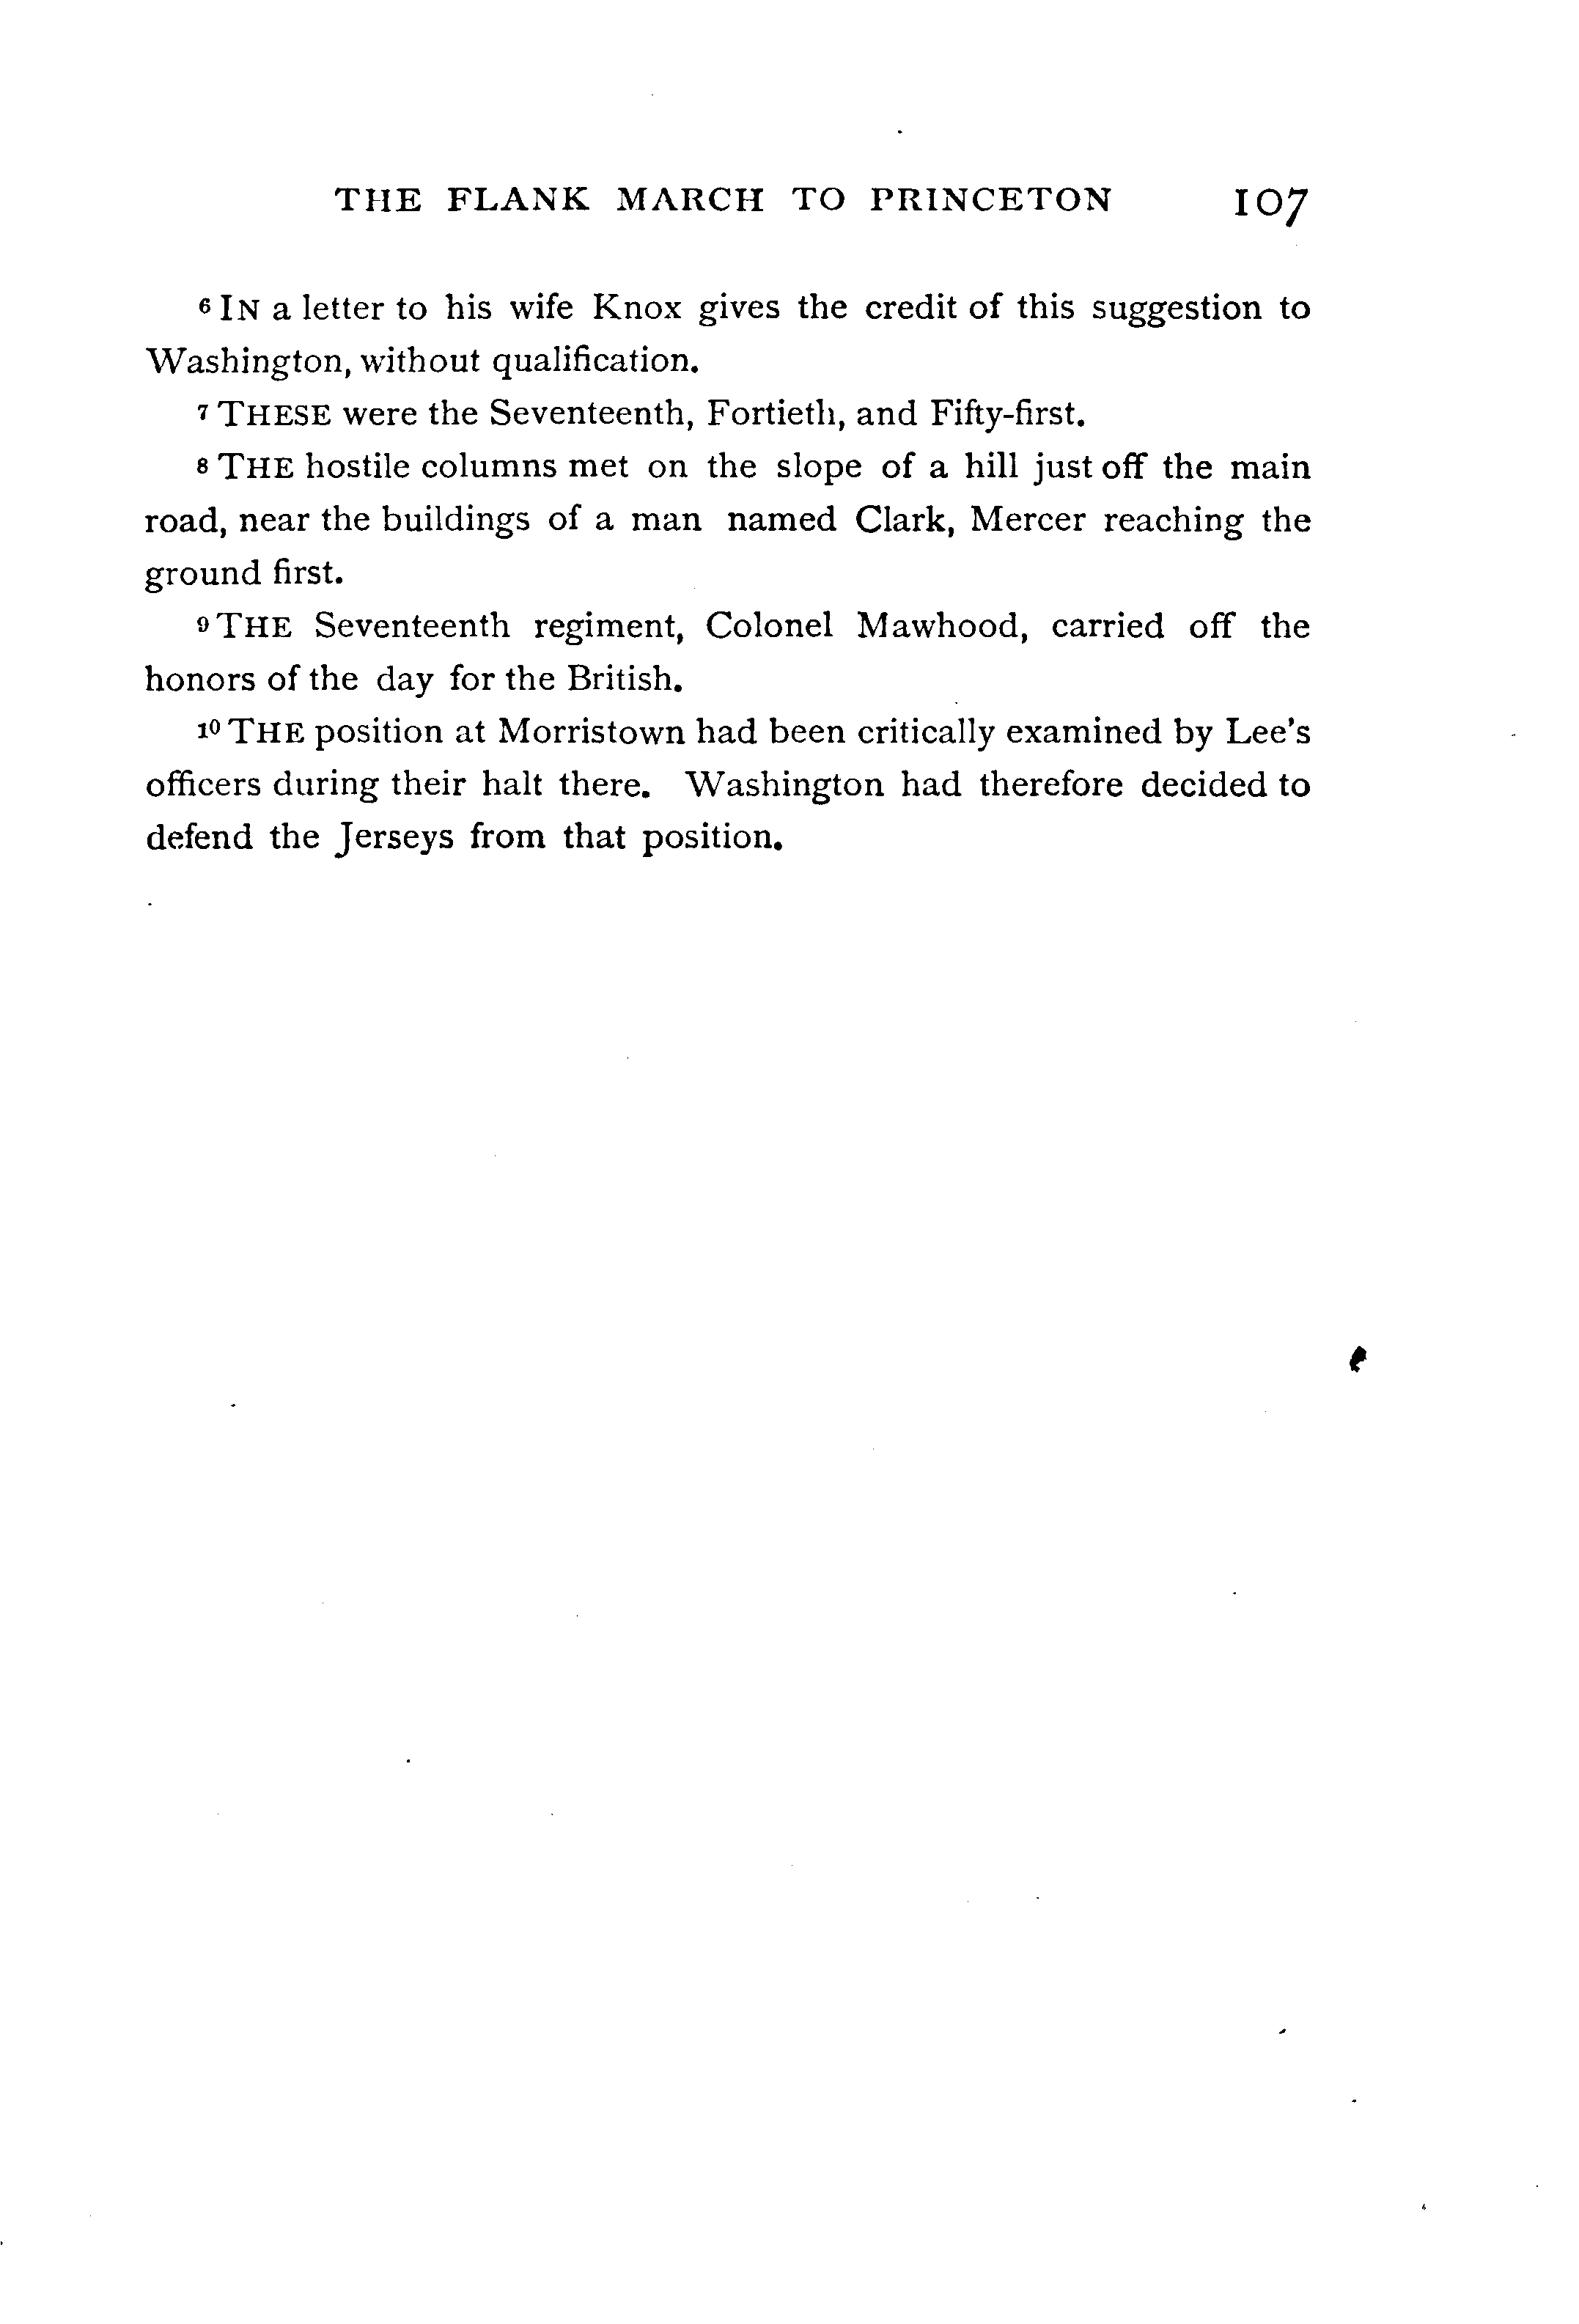 THE FLANK MARCH TO PRINCETON 107
6 IN a letter to his wife Knox gives the credit of this suggestion to
Washington, without qualification.
7 THESE were the Seventeenth, Fortieth, and Fifty-first.
8 THE hostile columns met on the slope of a hill just off the main
road, near the buildings of a man named Clark, Mercer reaching the
ground first.
9 THE Seventeenth regiment, Colonel Mawhood, carried off the
honors of the day for the British.
10 THE position at Morristown had been critically examined by Lee's
officers during their halt there. Washington had therefore decided to
defend the Jerseys from that position.